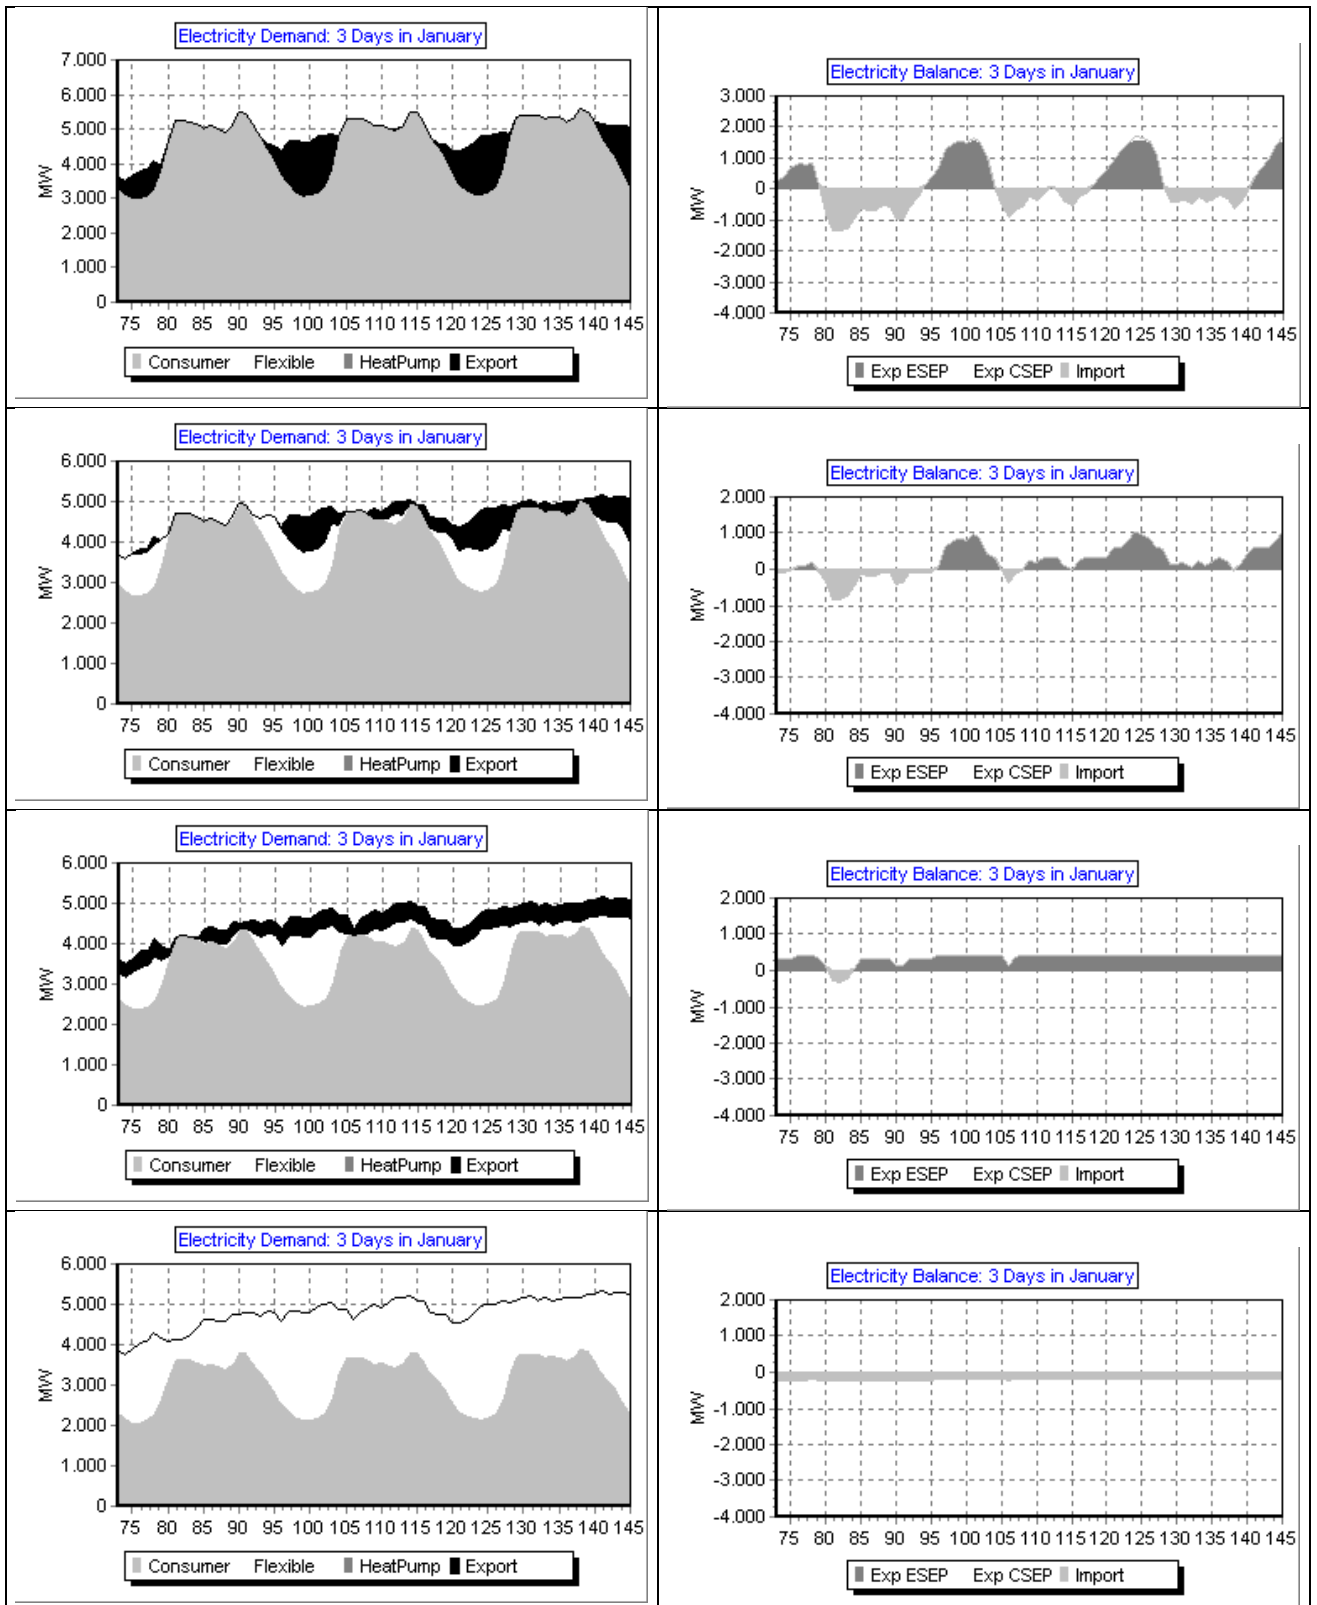 Electricity Demand: 3 Days in January
7.000
6.000
5.000
4.000
3.000
2.000
1.000
0
MW
75 80 85 90 95 100 105 110 115 120 125 130 135 140 145
Consumer Flexible HeatPump Export
Electricity Balance: 3 Days in January
3.000
2.000
1.000
0
-1.000
-2.000
-3.000
-4.000
MW
75 80 85 90 95 100 105 110 115 120 125 130 135 140 145
Exp ESEP Exp CSEP Import
Electricity Demand: 3 Days in January
6.000
5.000
4.000
3.000
2.000
1.000
0
MW
75 80 85 90 95 100 105 110 115 120 125 130 135 140 145
Consumer Flexible HeatPump Export
Electricity Balance: 3 Days in January
2.000
1.000
0
-1.000
-2.000
-3.000
-4.000
MW
75 80 85 90 95 100 105 110 115 120 125 130 135 140 145
Exp ESEP Exp CSEP Import
Electricity Demand: 3 Days in January
6.000
5.000
4.000
3.000
2.000
1.000
0
MW
75 80 85 90 95 100 105 110 115 120 125 130 135 140 145
Consumer Flexible HeatPump Export
Electricity Balance: 3 Days in January
2.000
1.000
0
-1.000
-2.000
-3.000
-4.000
MW
75 80 85 90 95 100 105 110 115 120 125 130 135 140 145
Exp ESEP Exp CSEP Import
Electricity Demand: 3 Days in January
6.000
5.000
4.000
3.000
2.000
1.000
0
MW
75 80 85 90 95 100 105 110 115 120 125 130 135 140 145
Consumer Flexible HeatPump Export
Electricity Balance: 3 Days in January
2.000
1.000
0
-1.000
-2.000
-3.000
-4.000
MW
75 80 85 90 95 100 105 110 115 120 125 130 135 140 145
Exp ESEP Exp CSEP Import